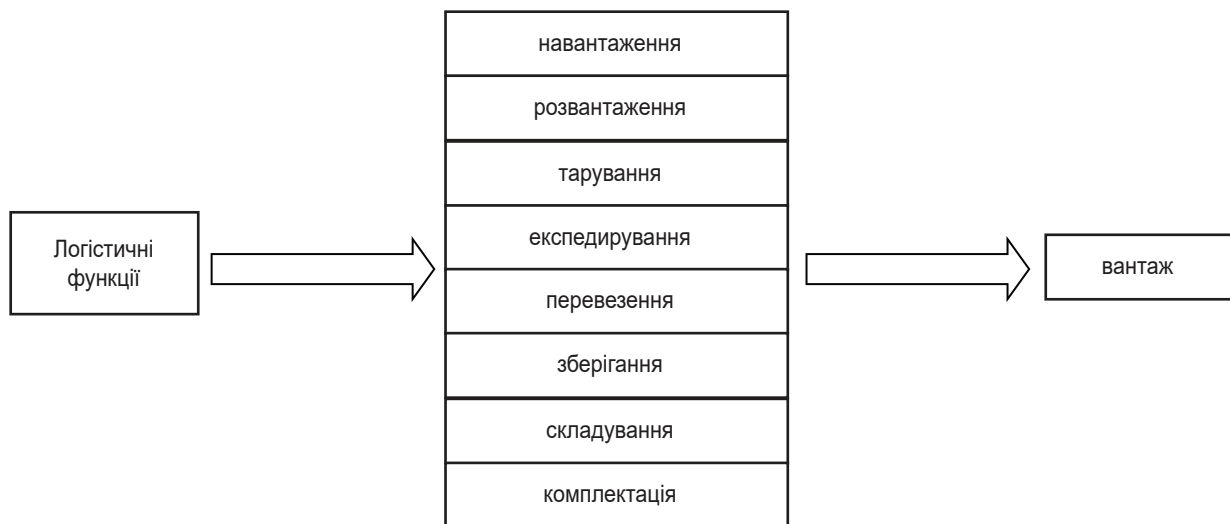 Логістичні
функції
навантаження
розвантаження
тарування
експедирування
перевезення
зберігання
складування
комплектація
вантаж